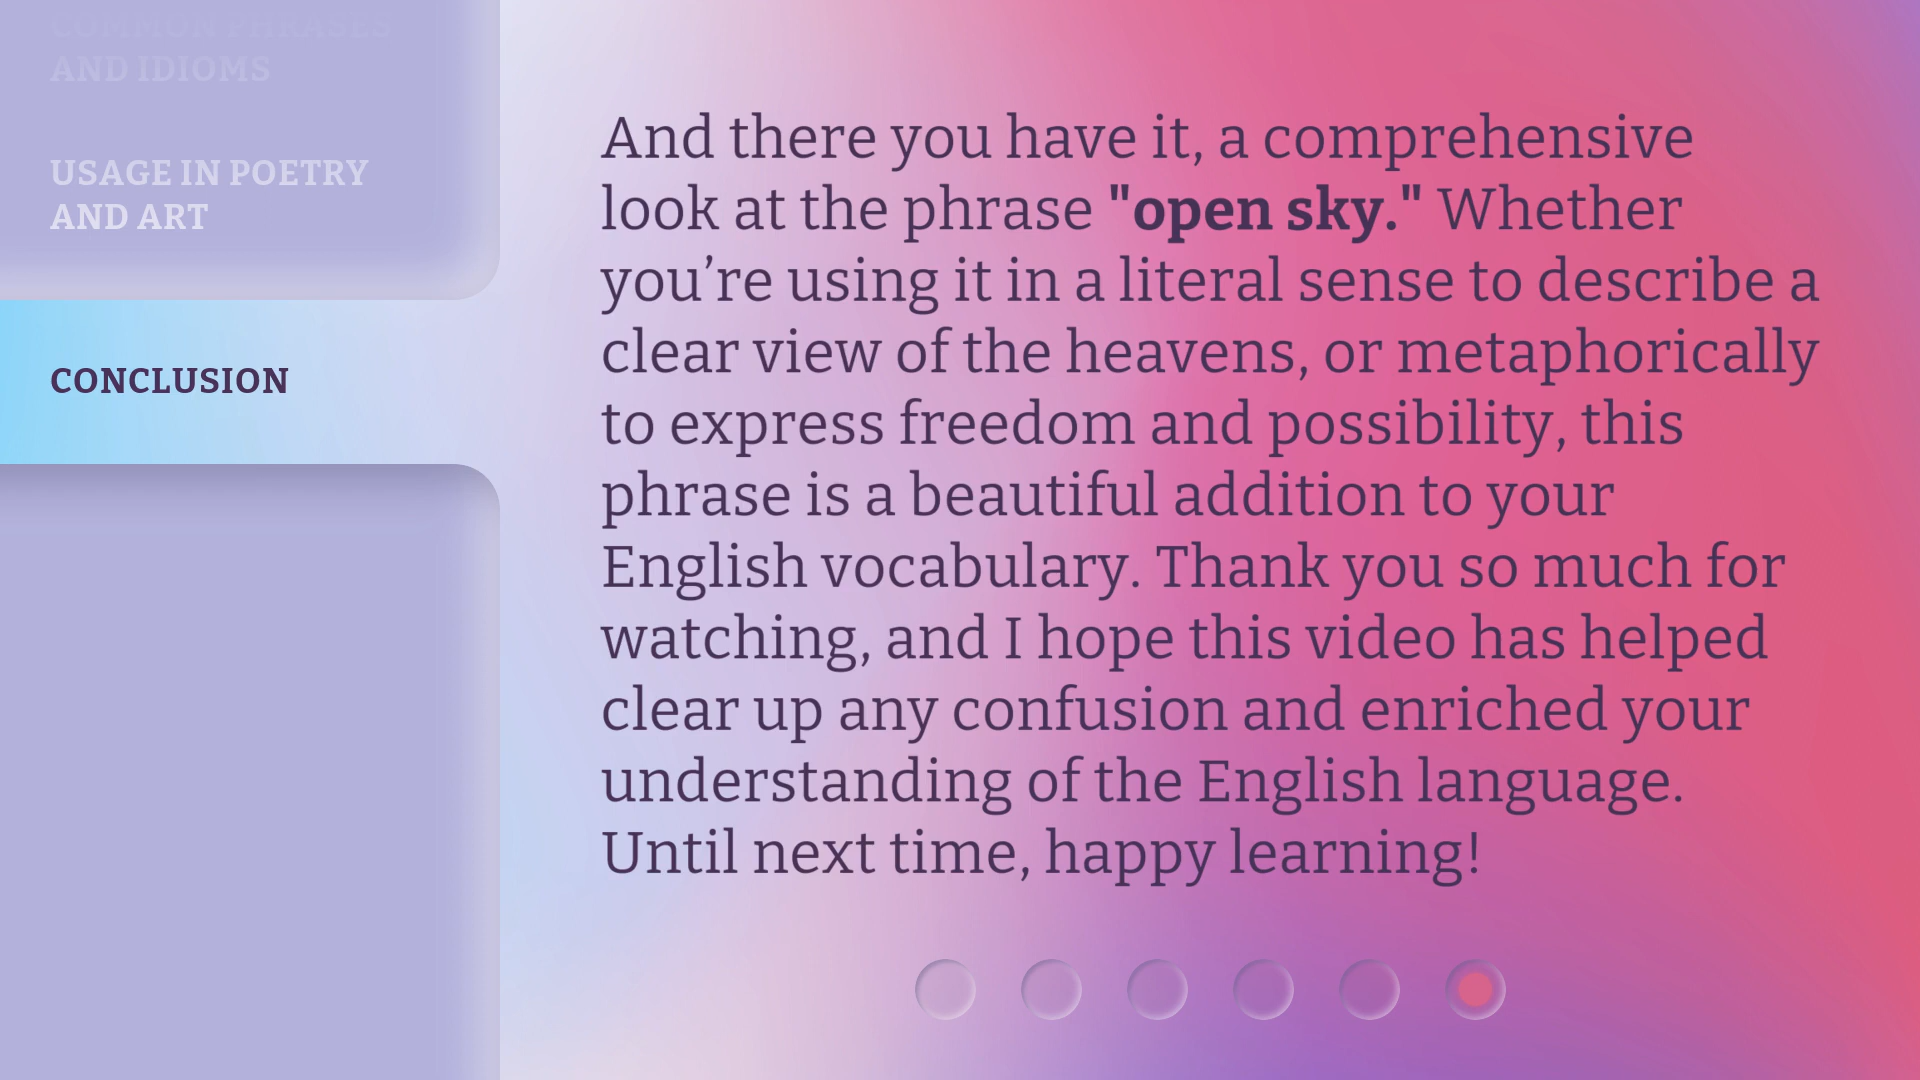 COMMON PHRASES
AND IDIOMS
USAGE IN POETRY
AND ART
CONCLUSION
And there you have it, a comprehensive
look at the phrase "open sky." Whether
you’re using it in a literal sense to describe a
clear view of the heavens, or metaphorically
to express freedom and possibility, this
phrase is a beautiful addition to your
English vocabulary. Thank you so much for
watching, and I hope this video has helped
clear up any confusion and enriched your
understanding of the English language.
Until next time, happy learning!